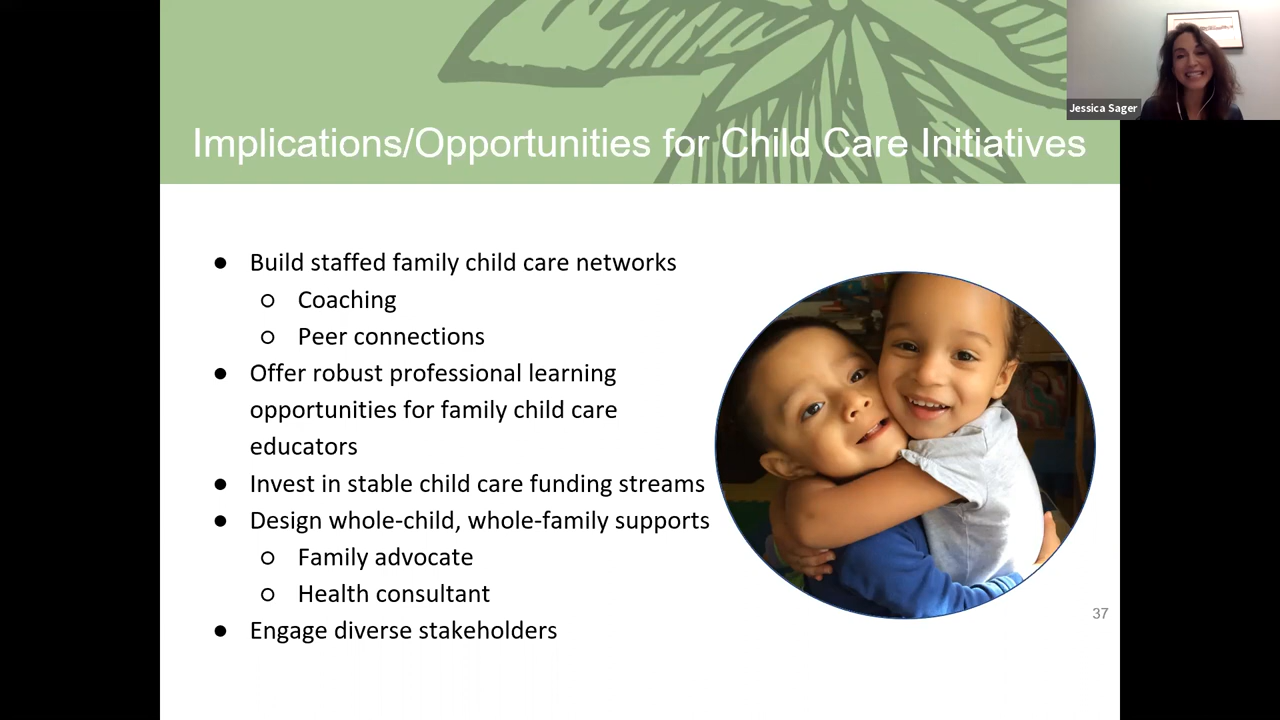 Jessica Sager
Implications/Opportunities for Child Care Initiatives
● Build staffed family child care networks
○ Coaching
○ Peer connections
● Offer robust professional learning
opportunities for family child care
educators
● Invest in stable child care funding streams
● Design whole-child, whole-family supports
○ Family advocate
○ Health consultant
● Engage diverse stakeholders
37